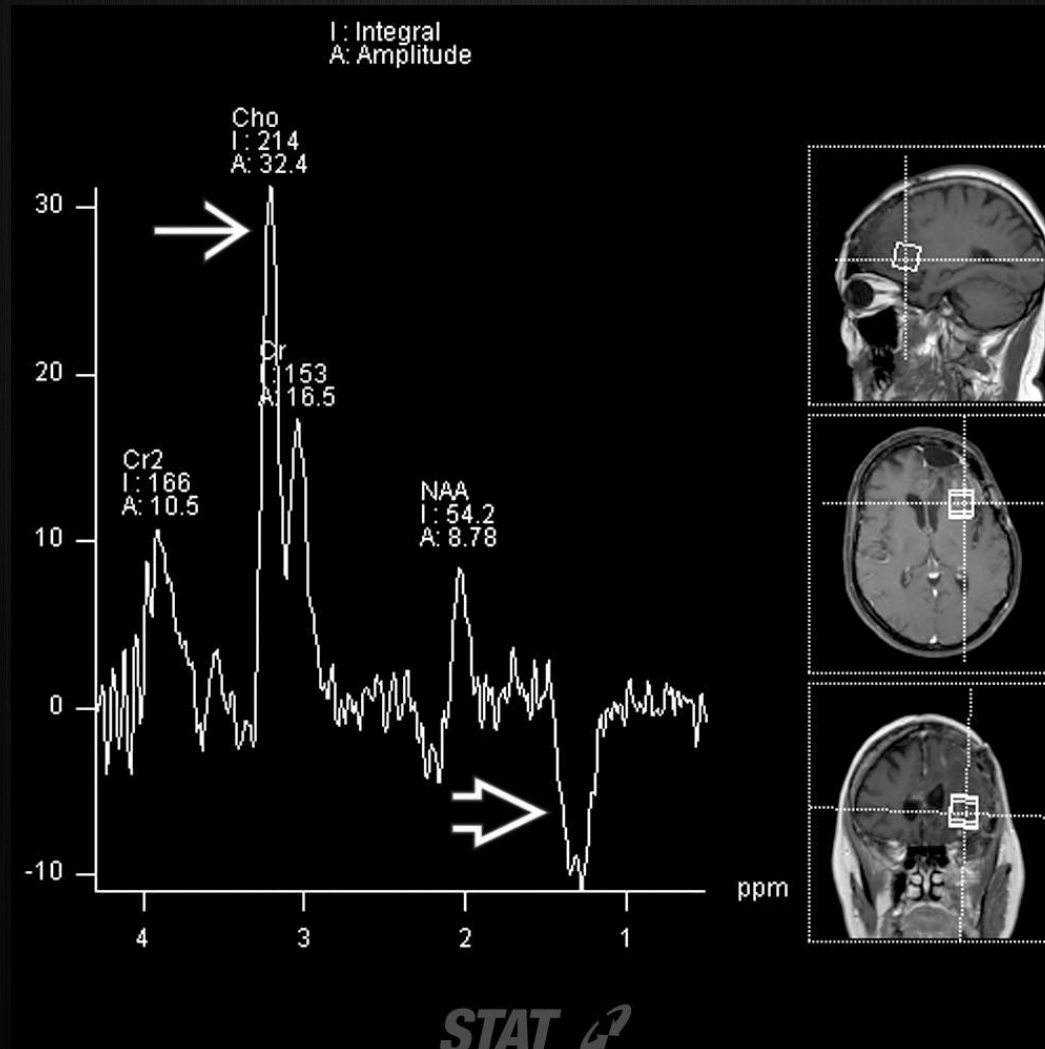 I : Integral
A: Amplitude
Cho
I : 214
A: 32.4
Cr
I : 153
A: 16.5
Cr2
I : 166
A: 10.5
NAA
I : 54.2
A: 8.78
30
20
10
0
-10
4
3
2
1
ppm
STAT